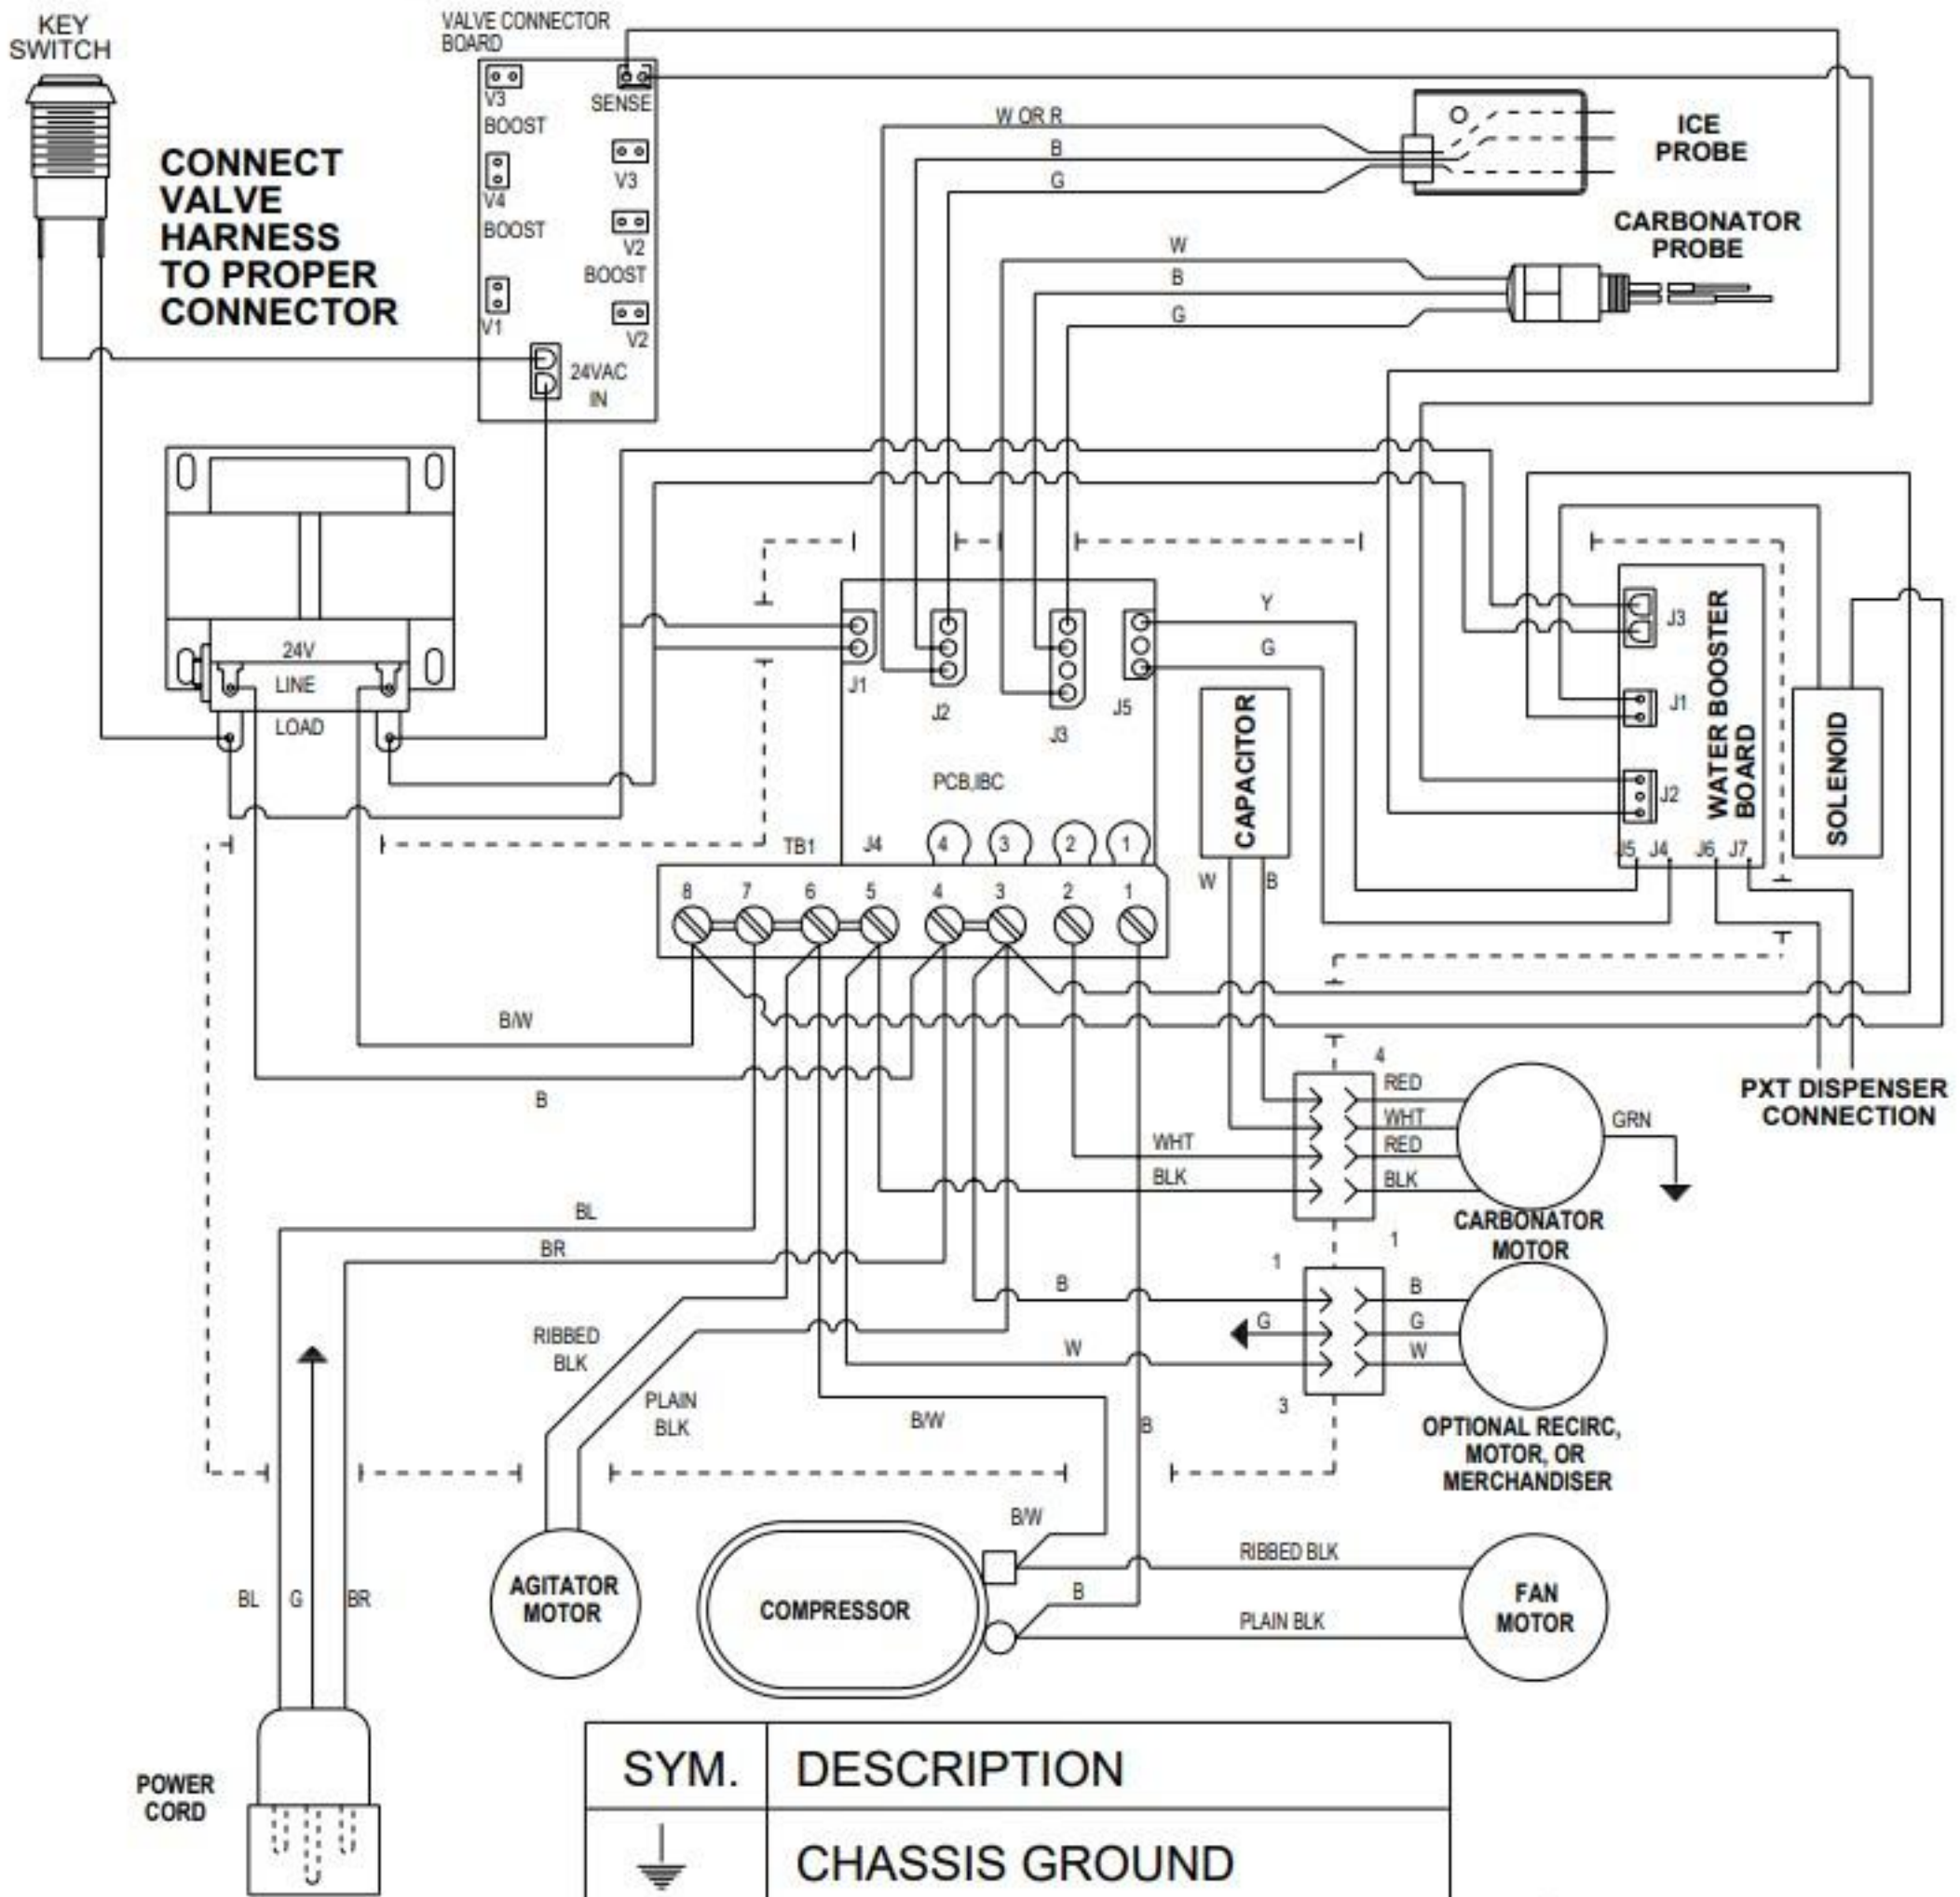 KEY
SWITCH
VALVE CONNECTOR
BOARD
V3
BOOST
SENSE
V4
BOOST
V3
V2
BOOST
V1
V2
24VAC
IN
CONNECT
VALVE
HARNESS
TO PROPER
CONNECTOR
W OR R
B
G
ICE
PROBE
CARBONATOR
PROBE
W
B
G
24V
LINE
LOAD
J1
J2
J3
J5
Y
G
PCB,IBC
CAPACITOR
W
B
J3
J1
J2
WATER BOOSTER
BOARD
J5
J4
J6
J7
SOLENOID
TB1
J4
4
3
2
1
8
7
6
5
4
3
2
1
B/W
B
PXT DISPENSER
CONNECTION
4
RED
WHT
RED
BLK
GRN
WHT
BLK
CARBONATOR
MOTOR
1
BL
BR
1
B
G
W
B
G
W
3
OPTIONAL RECIRC,
MOTOR, OR
MERCHANDISER
RIBBED
BLK
PLAIN
BLK
B/W
B
B/W
B
RIBBED BLK
PLAIN BLK
BL
G
BR
AGITATOR
MOTOR
COMPRESSOR
FAN
MOTOR
POWER
CORD
SYM.
DESCRIPTION
CHASSIS GROUND